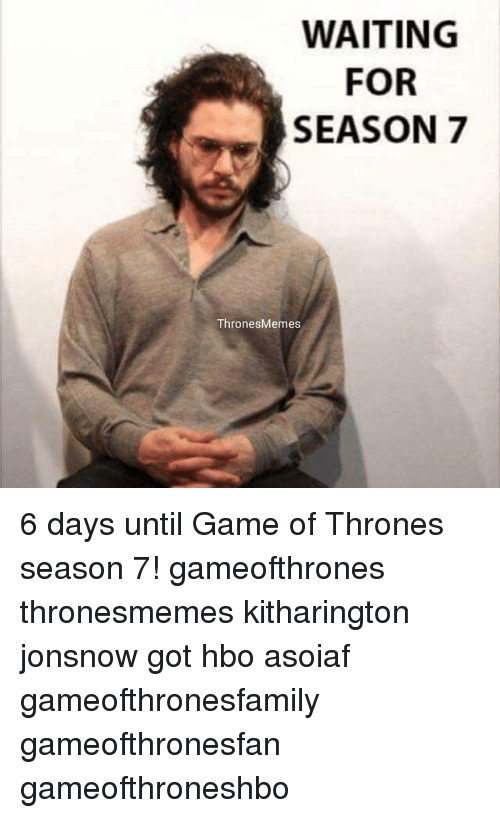 WAITING
FOR
SEASON 7
ThronesMemes
6 days until Game of Thrones
season 7! gameofthrones
thronesmemes kitharington
jonsnow got hbo asoiaf
gameofthronesfamily
gameofthronesfan
gameofthroneshbo